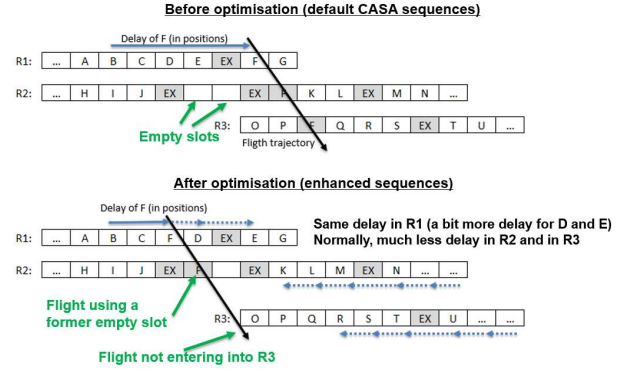 Before optimisation (default CASA sequences)
Delay of F (in positions)
R1: ... A B C D E EX F G
R2: ... H I J EX EX F K L EX M N ...
Empty slots
R3: O P F Q R S EX T U ...
Fligth trajectory
After optimisation (enhanced sequences)
Delay of F (in positions)
Same delay in R1 (a bit more delay for D and E)
Normally, much less delay in R2 and in R3
R1: ... A B C F D EX E G
R2: ... H I J EX F EX K L M EX N ... ...
Flight using a
former empty slot
R3: O P Q R S T EX U ... ...
Flight not entering into R3